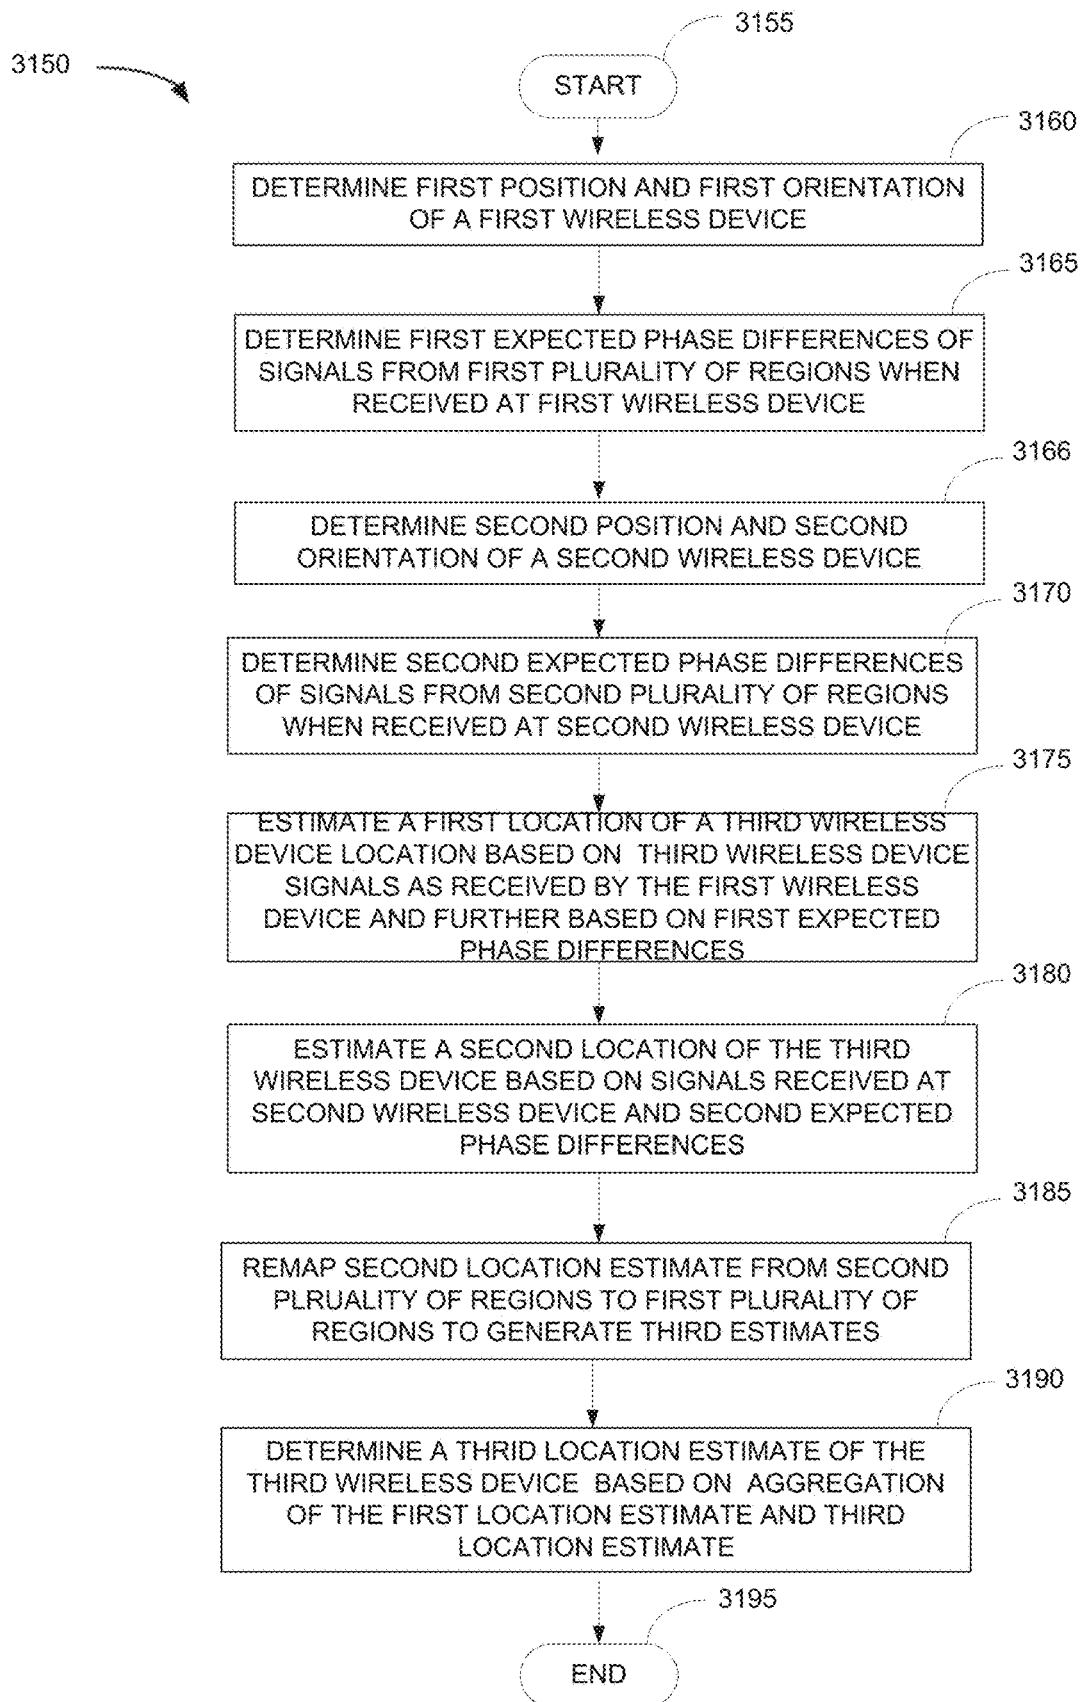 3155
3150
START
3160
DETERMINE FIRST POSITION AND FIRST ORIENTATION
OF A FIRST WIRELESS DEVICE
3165
DETERMINE FIRST EXPECTED PHASE DIFFERENCES OF
SIGNALS FROM FIRST PLURALITY OF REGIONS WHEN
RECEIVED AT FIRST WIRELESS DEVICE
3166
DETERMINE SECOND POSITION AND SECOND
ORIENTATION OF A SECOND WIRELESS DEVICE
3170
DETERMINE SECOND EXPECTED PHASE DIFFERENCES
OF SIGNALS FROM SECOND PLURALITY OF REGIONS
WHEN RECEIVED AT SECOND WIRELESS DEVICE
3175
ESTIMATE A FIRST LOCATION OF A THIRD WIRELESS
DEVICE LOCATION BASED ON THIRD WIRELESS DEVICE
SIGNALS AS RECEIVED BY THE FIRST WIRELESS
DEVICE AND FURTHER BASED ON FIRST EXPECTED
PHASE DIFFERENCES
3180
ESTIMATE A SECOND LOCATION OF THE THIRD
WIRELESS DEVICE BASED ON SIGNALS RECEIVED AT
SECOND WIRELESS DEVICE AND SECOND EXPECTED
PHASE DIFFERENCES
3185
REMAP SECOND LOCATION ESTIMATE FROM SECOND
PLRUALITY OF REGIONS TO FIRST PLURALITY OF
REGIONS TO GENERATE THIRD ESTIMATES
3190
DETERMINE A THRID LOCATION ESTIMATE OF THE
THIRD WIRELESS DEVICE BASED ON AGGREGATION
OF THE FIRST LOCATION ESTIMATE AND THIRD
LOCATION ESTIMATE
3195
END